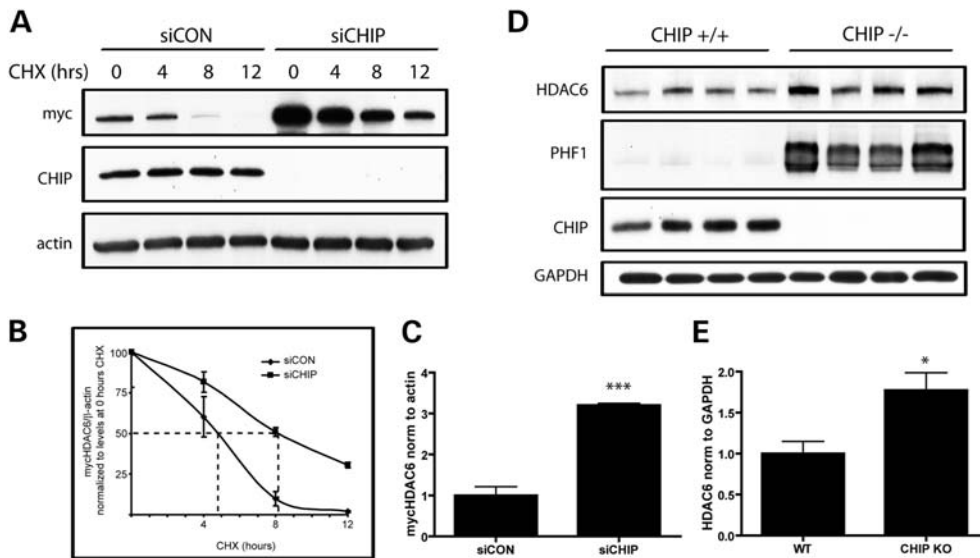 A
siCON siCHIP
CHX (hrs) 0 4 8 12 0 4 8 12
myc
CHIP
actin
D
CHIP +/+ CHIP -/-
HDAC6
PHF1
CHIP
GAPDH
B
mycHDAC6/β-actin
normalized to levels at 0 hours CHX
100
75
50
25
siCON
siCHIP
4 8 12
CHX (hours)
C
mycHDAC6 norm to actin
4
3
2
1
0
***
siCON siCHIP
E
HDAC6 norm to GAPDH
2.0
1.5
1.0
0.5
0.0
*
WT CHIP KO